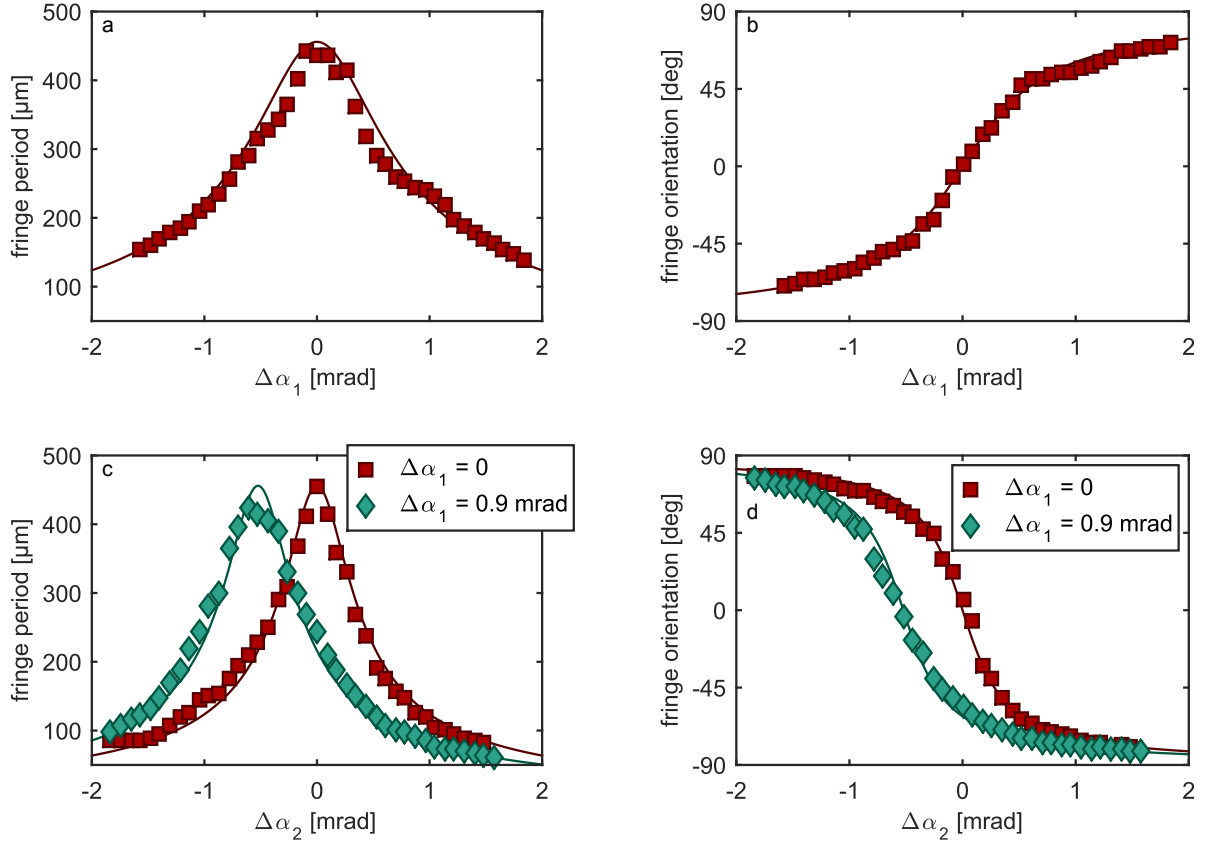 a
500
400
300
200
100
fringe period [µm]
-2 -1 0 1 2
Δα1 [mrad]
b
90
45
0
-45
-90
fringe orientation [deg]
-2 -1 0 1 2
Δα1 [mrad]
c
500
400
300
200
100
fringe period [µm]
Δα1 = 0
Δα1 = 0.9 mrad
-2 -1 0 1 2
Δα2 [mrad]
d
90
45
0
-45
-90
fringe orientation [deg]
Δα1 = 0
Δα1 = 0.9 mrad
-2 -1 0 1 2
Δα2 [mrad]